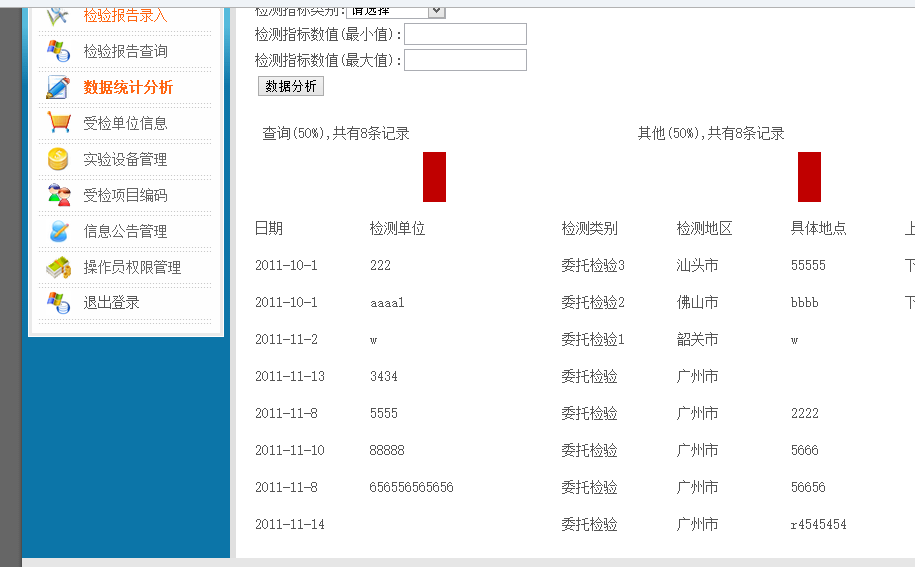 检验报告录入
检验报告查询
数据统计分析
受检单位信息
实验设备管理
受检项目编码
信息公告管理
操作员权限管理
退出登录
检测指标类别:请选择
检测指标数值(最小值):
检测指标数值(最大值):
数据分析
查询(50%),共有8条记录 其他(50%),共有8条记录
日期 检测单位 检测类别 检测地区 具体地点 上
2011-10-1 222 委托检验3 汕头市 55555 下
2011-10-1 aaaal 委托检验2 佛山市 bbbb 下
2011-11-2 w 委托检验1 韶关市 w
2011-11-13 3434 委托检验 广州市
2011-11-8 5555 委托检验 广州市 2222
2011-11-10 88888 委托检验 广州市 5666
2011-11-8 656556565656 委托检验 广州市 56656
2011-11-14 委托检验 广州市 r4545454